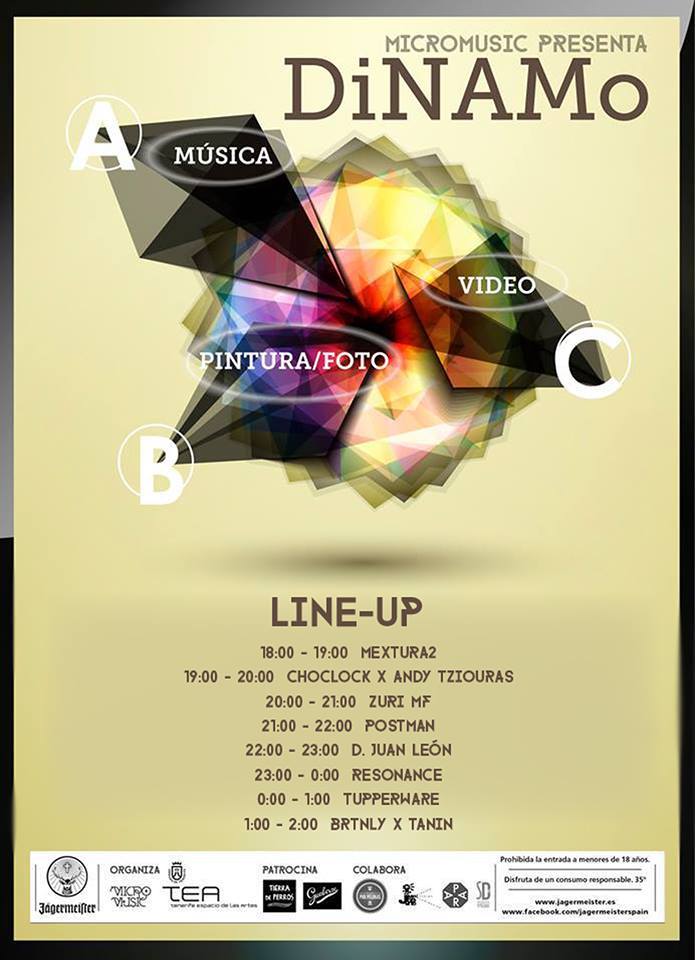 MICROMUSIC PRESENTA
DiNAMo
A
MÚSICA
VIDEO
C
PINTURA/FOTO
B
LINE-UP
18:00 - 19:00 MEXTURA2
19:00 - 20:00 CHOCLOCK X ANDY TZIOURAS
20:00 - 21:00 ZURI MF
21:00 - 22:00 POSTMAN
22:00 - 23:00 D. JUAN LEÓN
23:00 - 0:00 RESONANCE
0:00 - 1:00 TUPPERWARE
1:00 - 2:00 BRTNLY X TANIN
Jägermeister
ORGANIZA
MICRO
MUSIC
TEA
tenerife espacio de las artes
PATROCINA
TIERRA
DE PERROS
COLABORA
PAPA
SD
Prohibida la entrada a menores de 18 años.
Disfruta de un consumo responsable. 35º
www.jagermeister.es
www.facebook.com/jagermeisterspain